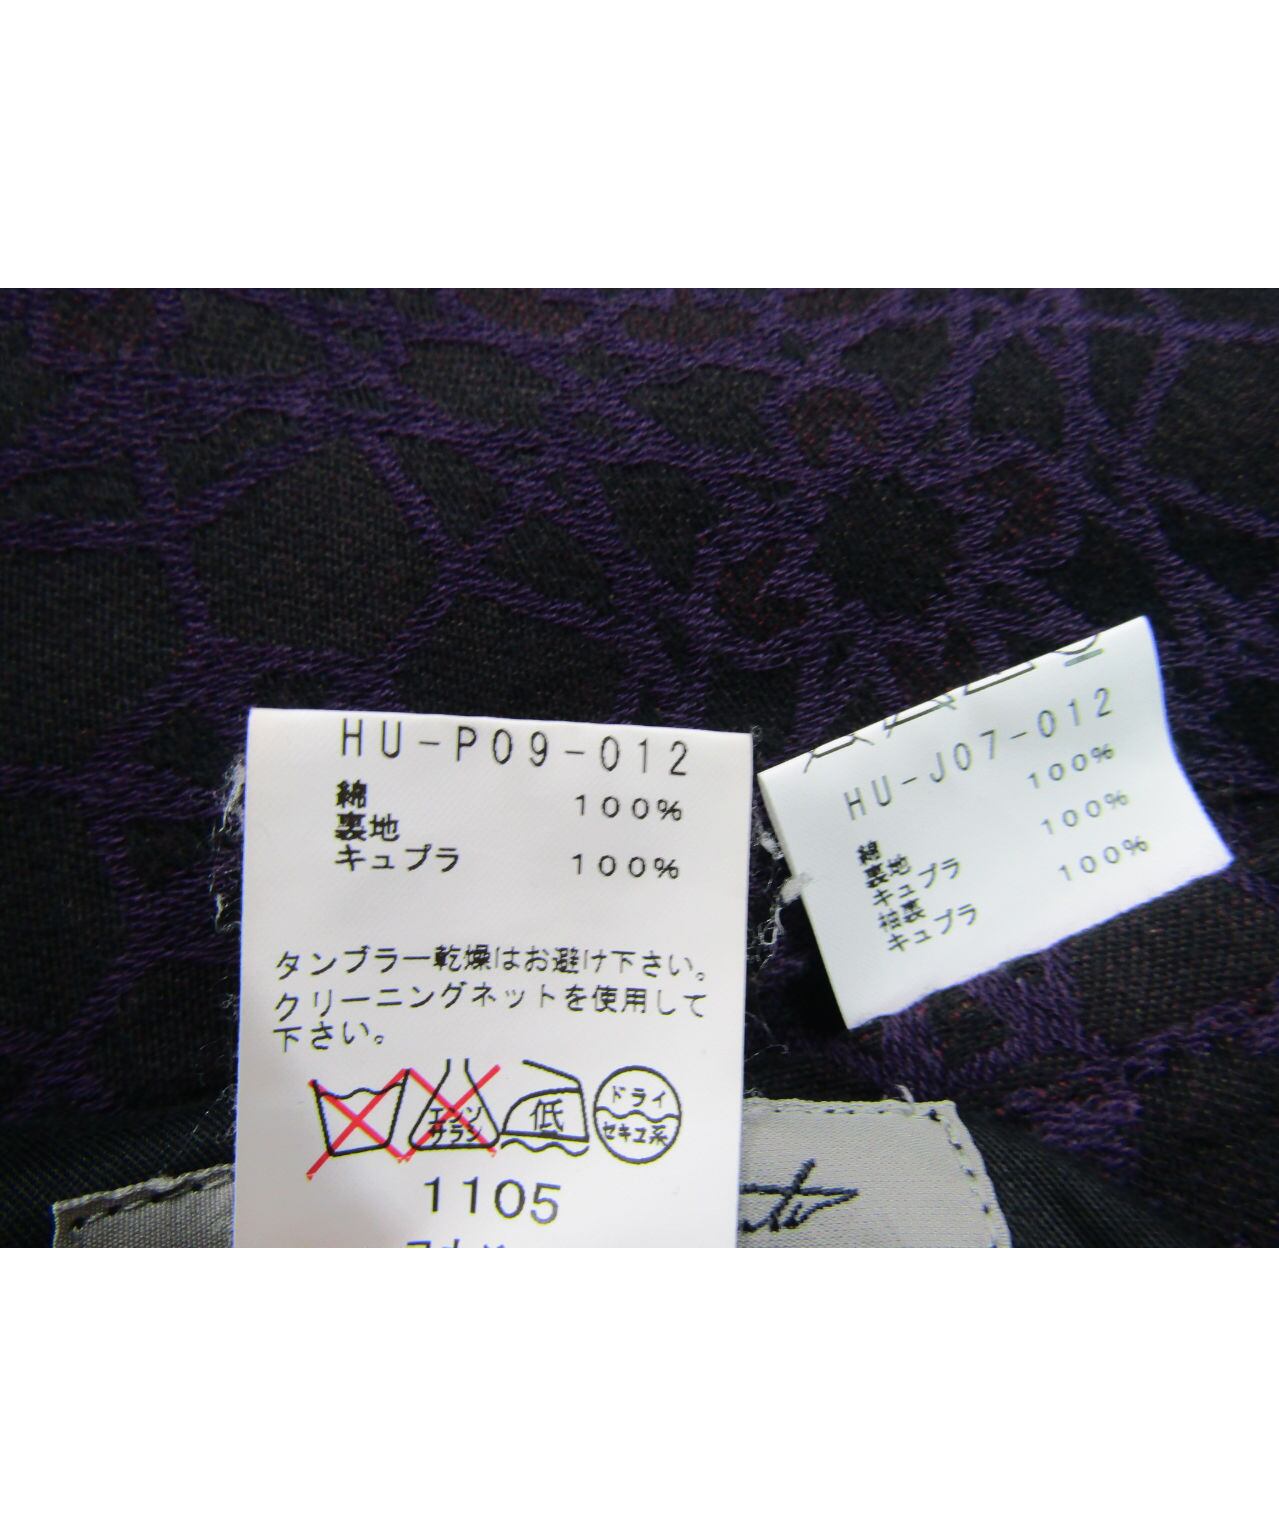 HU-P09-012
綿 100%
裏地
キュプラ 100%
タンブラー乾燥はお避け下さい。
クリーニングネットを使用して
下さい。
エンソ
サラシ
低
ドライ
セキユ系
1105
HU-J07-012
綿 100%
裏地
キュプラ 100%
袖裏
キュプラ 100%